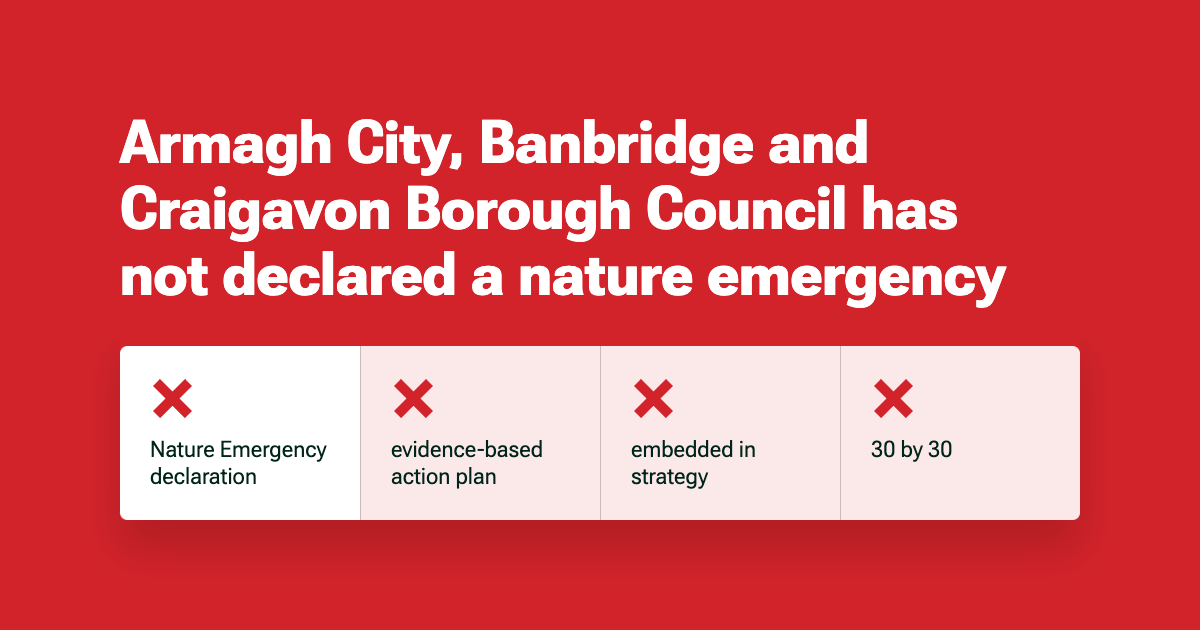 Armagh City, Banbridge and
Craigavon Borough Council has
not declared a nature emergency
Nature Emergency
declaration
evidence-based
action plan
embedded in
strategy
30 by 30